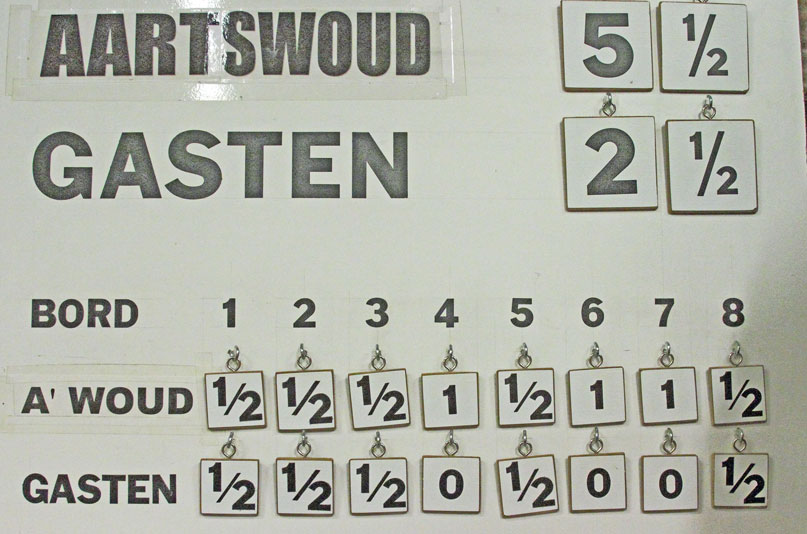 AARTSWOUD 5 1/2
GASTEN 2 1/2
BORD 1 2 3 4 5 6 7 8
A' WOUD 1/2 1/2 1/2 1 1/2 1 1 1/2
GASTEN 1/2 1/2 1/2 0 1/2 0 0 1/2